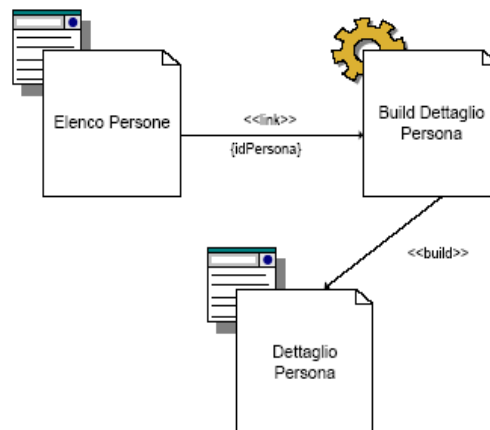 Elenco Persone
<<link>>
{idPersona}
Build Dettaglio
Persona
<<build>>
Dettaglio
Persona